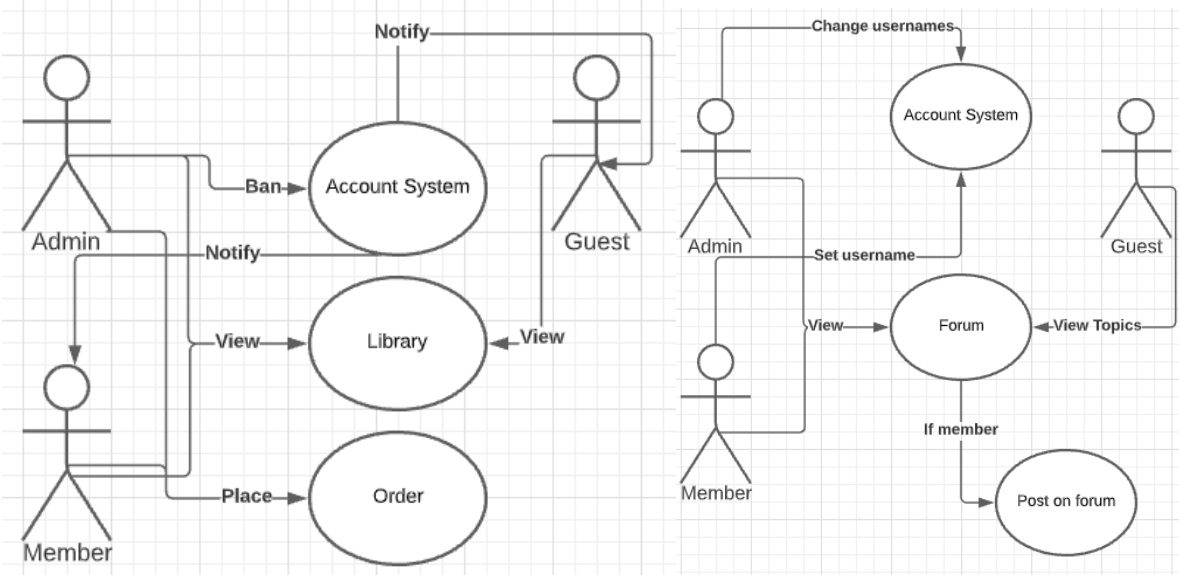 Notify
Ban
Account System
Admin
Guest
Notify
View
Library
View
Place
Order
Member
Change usernames
Account System
Admin
Guest
Set username
View
Forum
View Topics
If member
Member
Post on forum